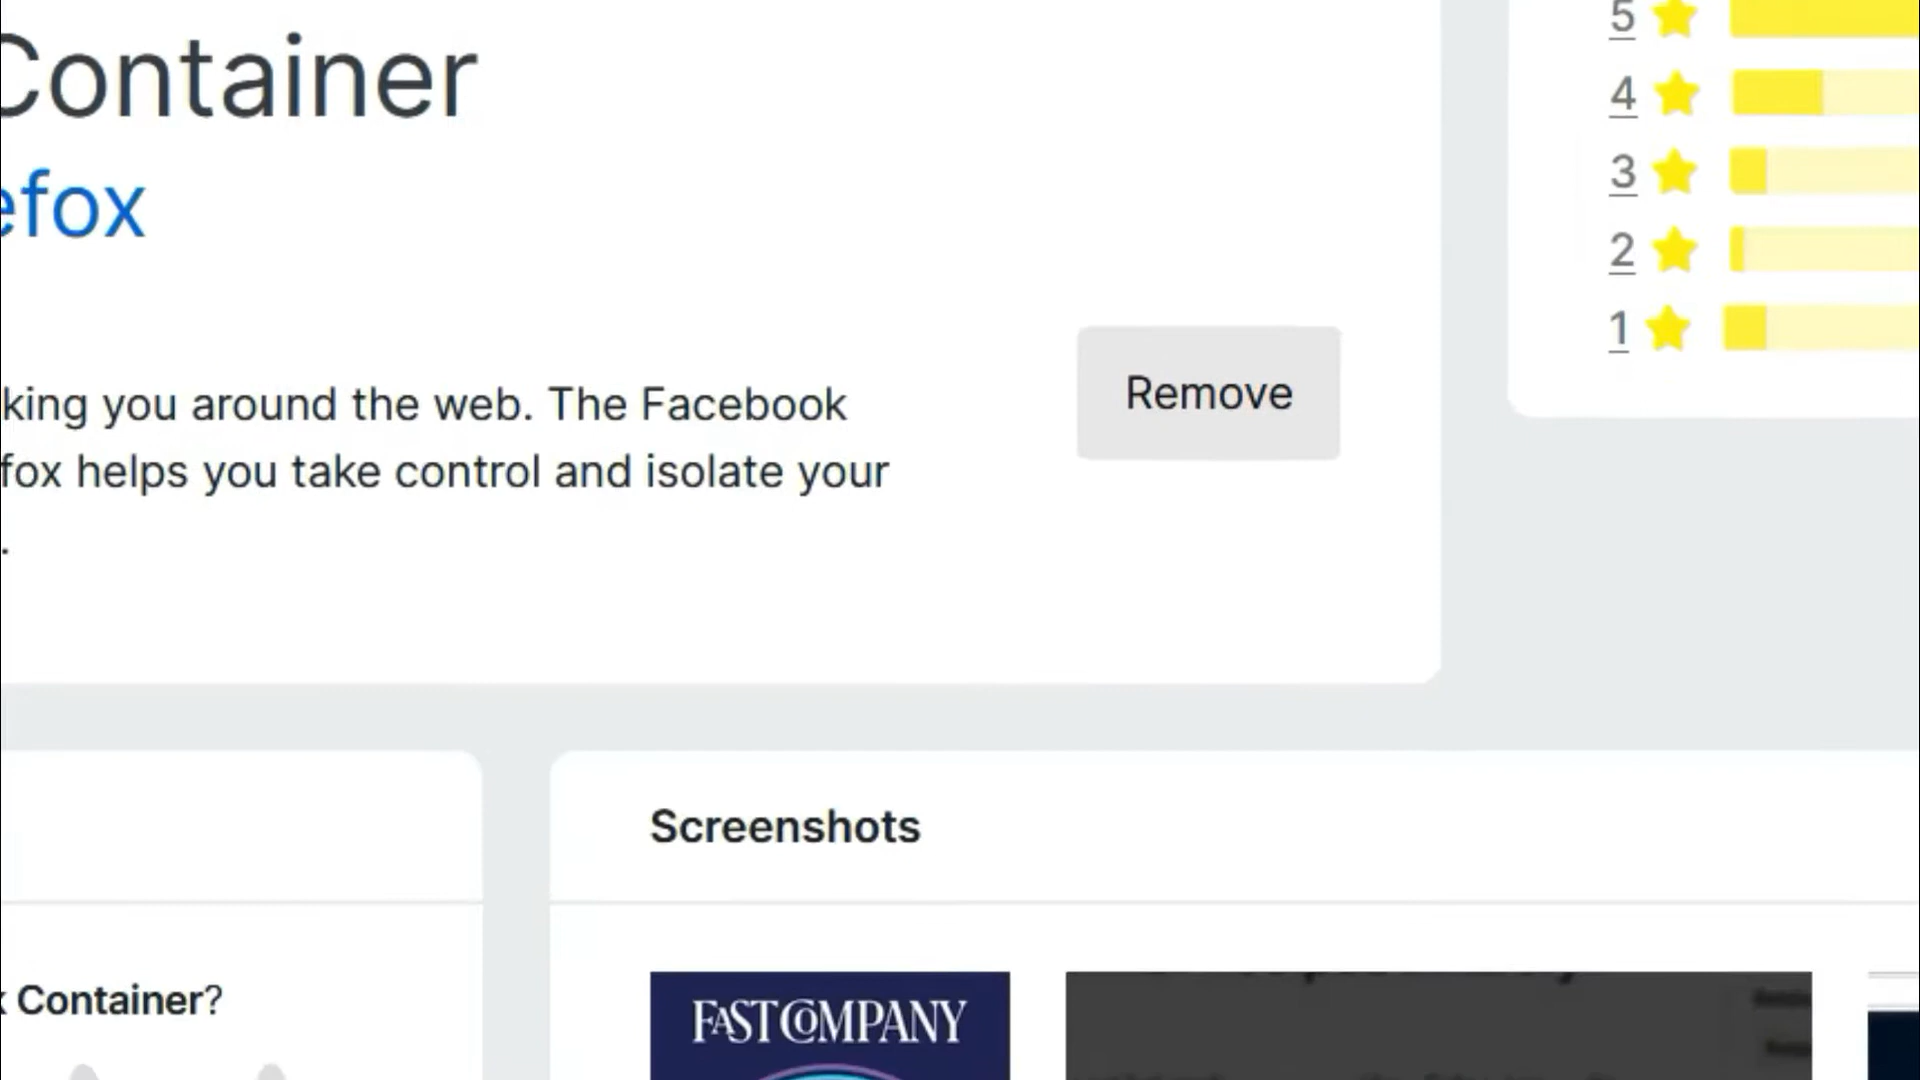 Container
efox
king you around the web. The Facebook
fox helps you take control and isolate your
.
Remove
5
4
3
2
1
Screenshots
Container?
FAST COMPANY